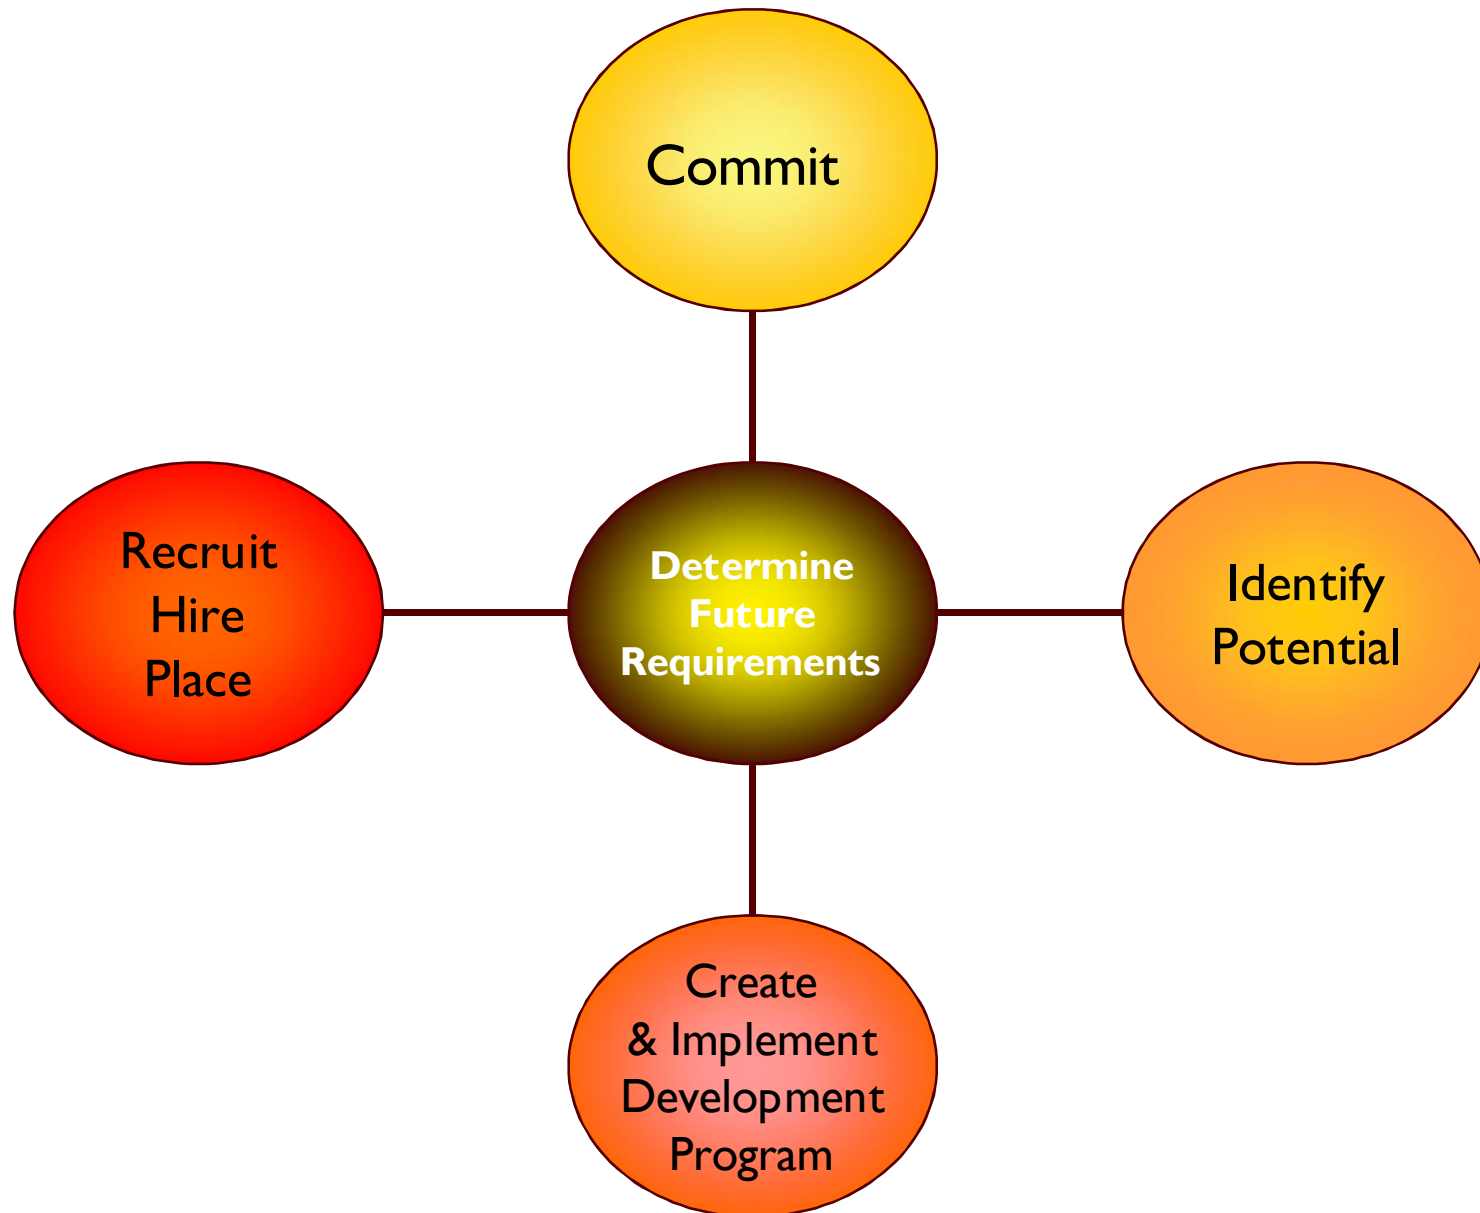 Commit
Recruit
Hire
Place
Determine
Future
Requirements
Identify
Potential
Create
& Implement
Development
Program